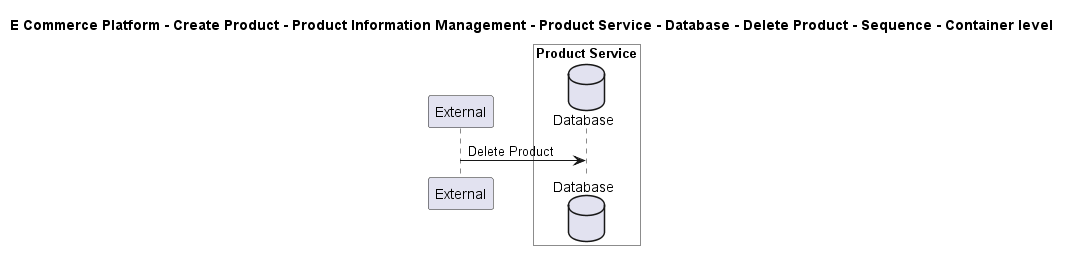 E Commerce Platform - Create Product - Product Information Management - Product Service - Database - Delete Product - Sequence - Container level
Product Service
External
Database
Delete Product
External
Database